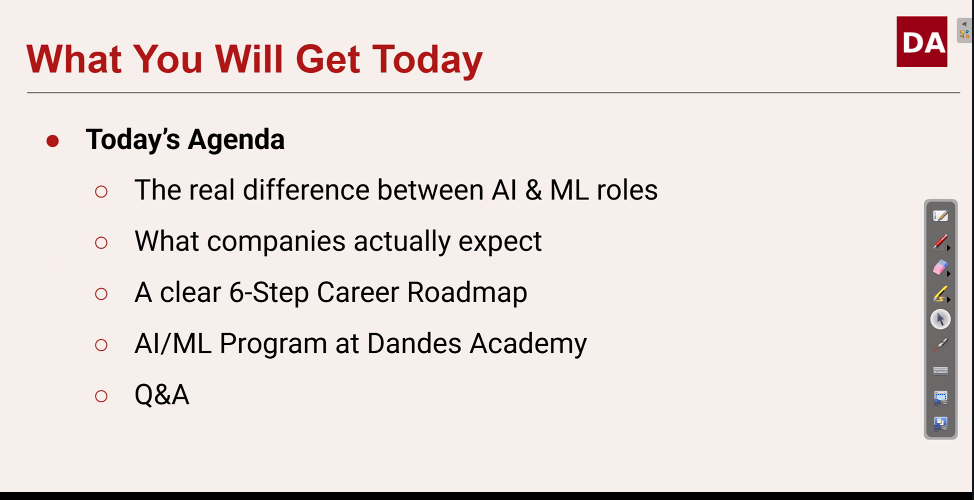 What You Will Get Today
DA
● Today’s Agenda
○ The real difference between AI & ML roles
○ What companies actually expect
○ A clear 6-Step Career Roadmap
○ AI/ML Program at Dandes Academy
○ Q&A